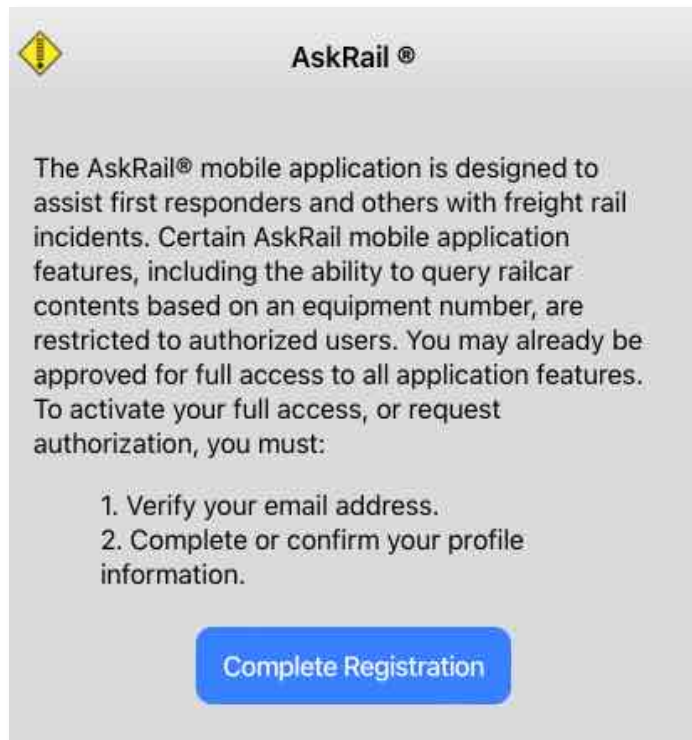 AskRail ®
The AskRail® mobile application is designed to
assist first responders and others with freight rail
incidents. Certain AskRail mobile application
features, including the ability to query railcar
contents based on an equipment number, are
restricted to authorized users. You may already be
approved for full access to all application features.
To activate your full access, or request
authorization, you must:
1. Verify your email address.
2. Complete or confirm your profile
information.
Complete Registration